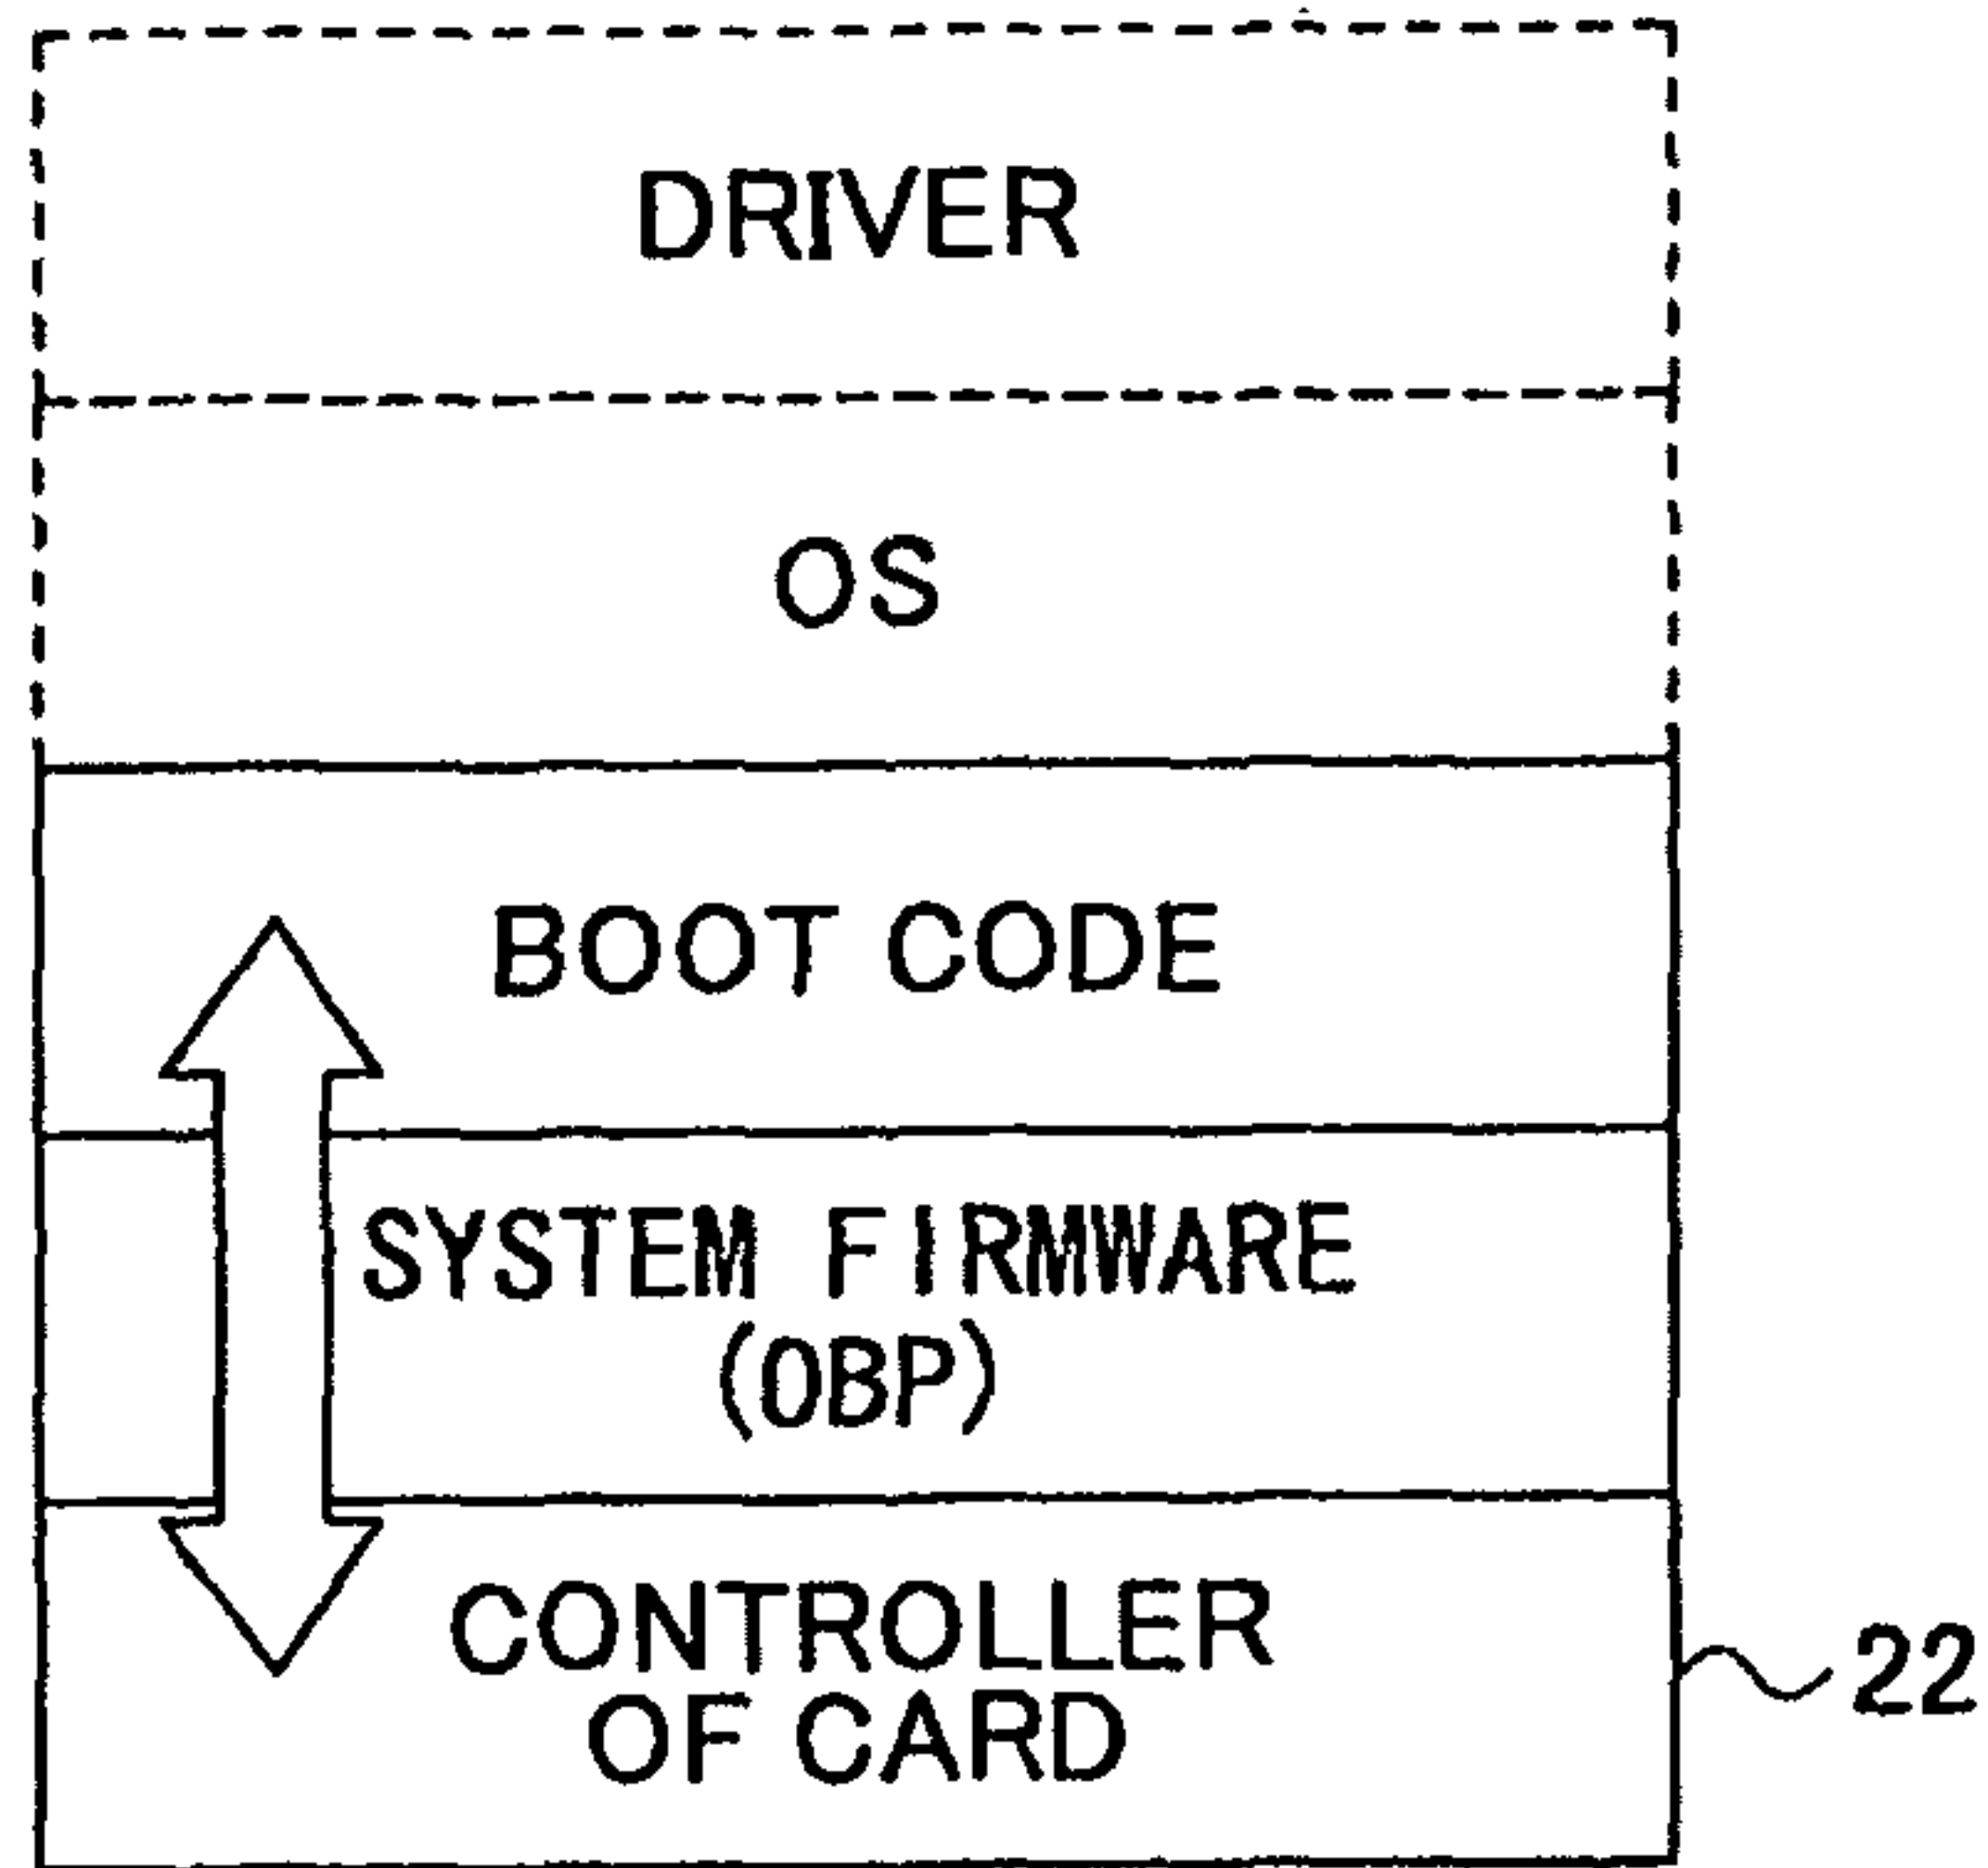 DRIVER
OS
BOOT CODE
SYSTEM FIRMWARE
(OBP)
CONTROLLER
OF CARD
22